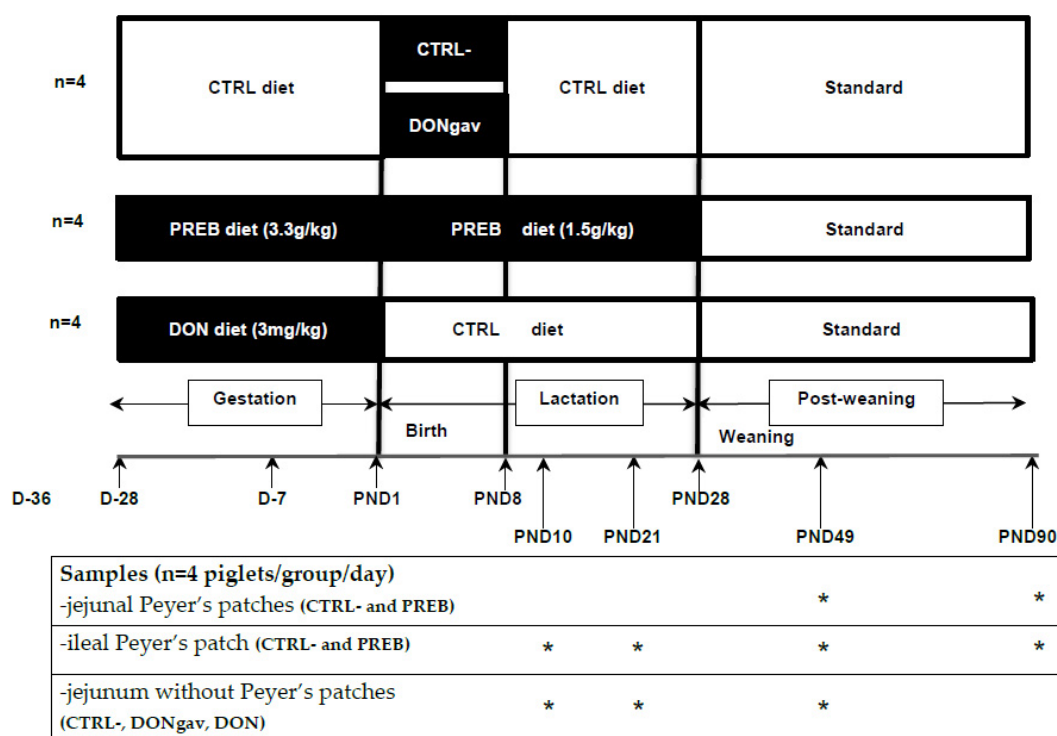 CTRL-
n=4
CTRL diet
CTRL diet
Standard
DONgav
n=4
PREB diet (3.3g/kg)
PREB diet (1.5g/kg)
Standard
n=4
DON diet (3mg/kg)
CTRL diet
Standard
Gestation
Lactation
Post-weaning
Birth
Weaning
D-36 D-28 D-7 PND1 PND8 PND28
PND10 PND21 PND49 PND90
Samples (n=4 piglets/group/day)
-jejunal Peyer's patches (CTRL- and PREB) * *
-ileal Peyer's patch (CTRL- and PREB) * * * *
-jejunum without Peyer's patches
(CTRL-, DONgav, DON) * * *